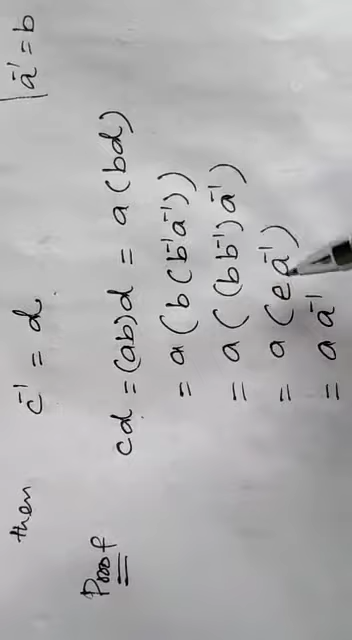 | a⁻¹ = b
then c⁻¹ = d
Proof cd = (ab)d = a(bd)
= a(b(b⁻¹a⁻¹))
= a((bb⁻¹)a⁻¹)
= a(ea⁻¹)
= aa⁻¹